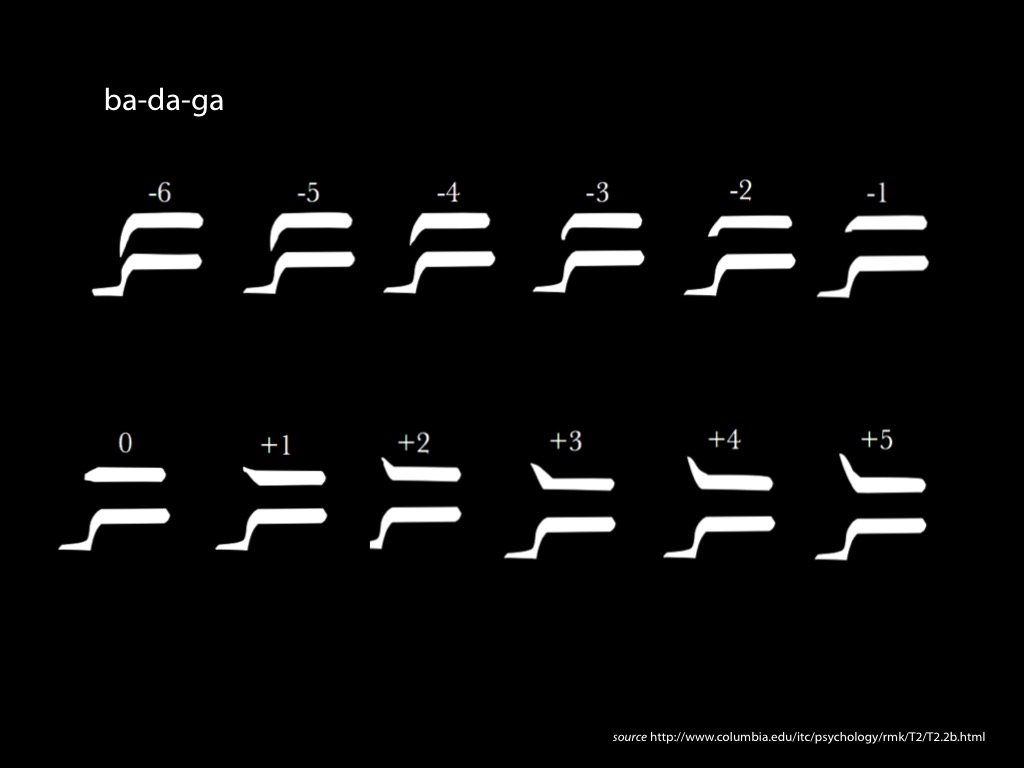 ba-da-ga
-6 -5 -4 -3 -2 -1
0 +1 +2 +3 +4 +5
source http://www.columbia.edu/itc/psychology/rmk/T2/T2.2b.html